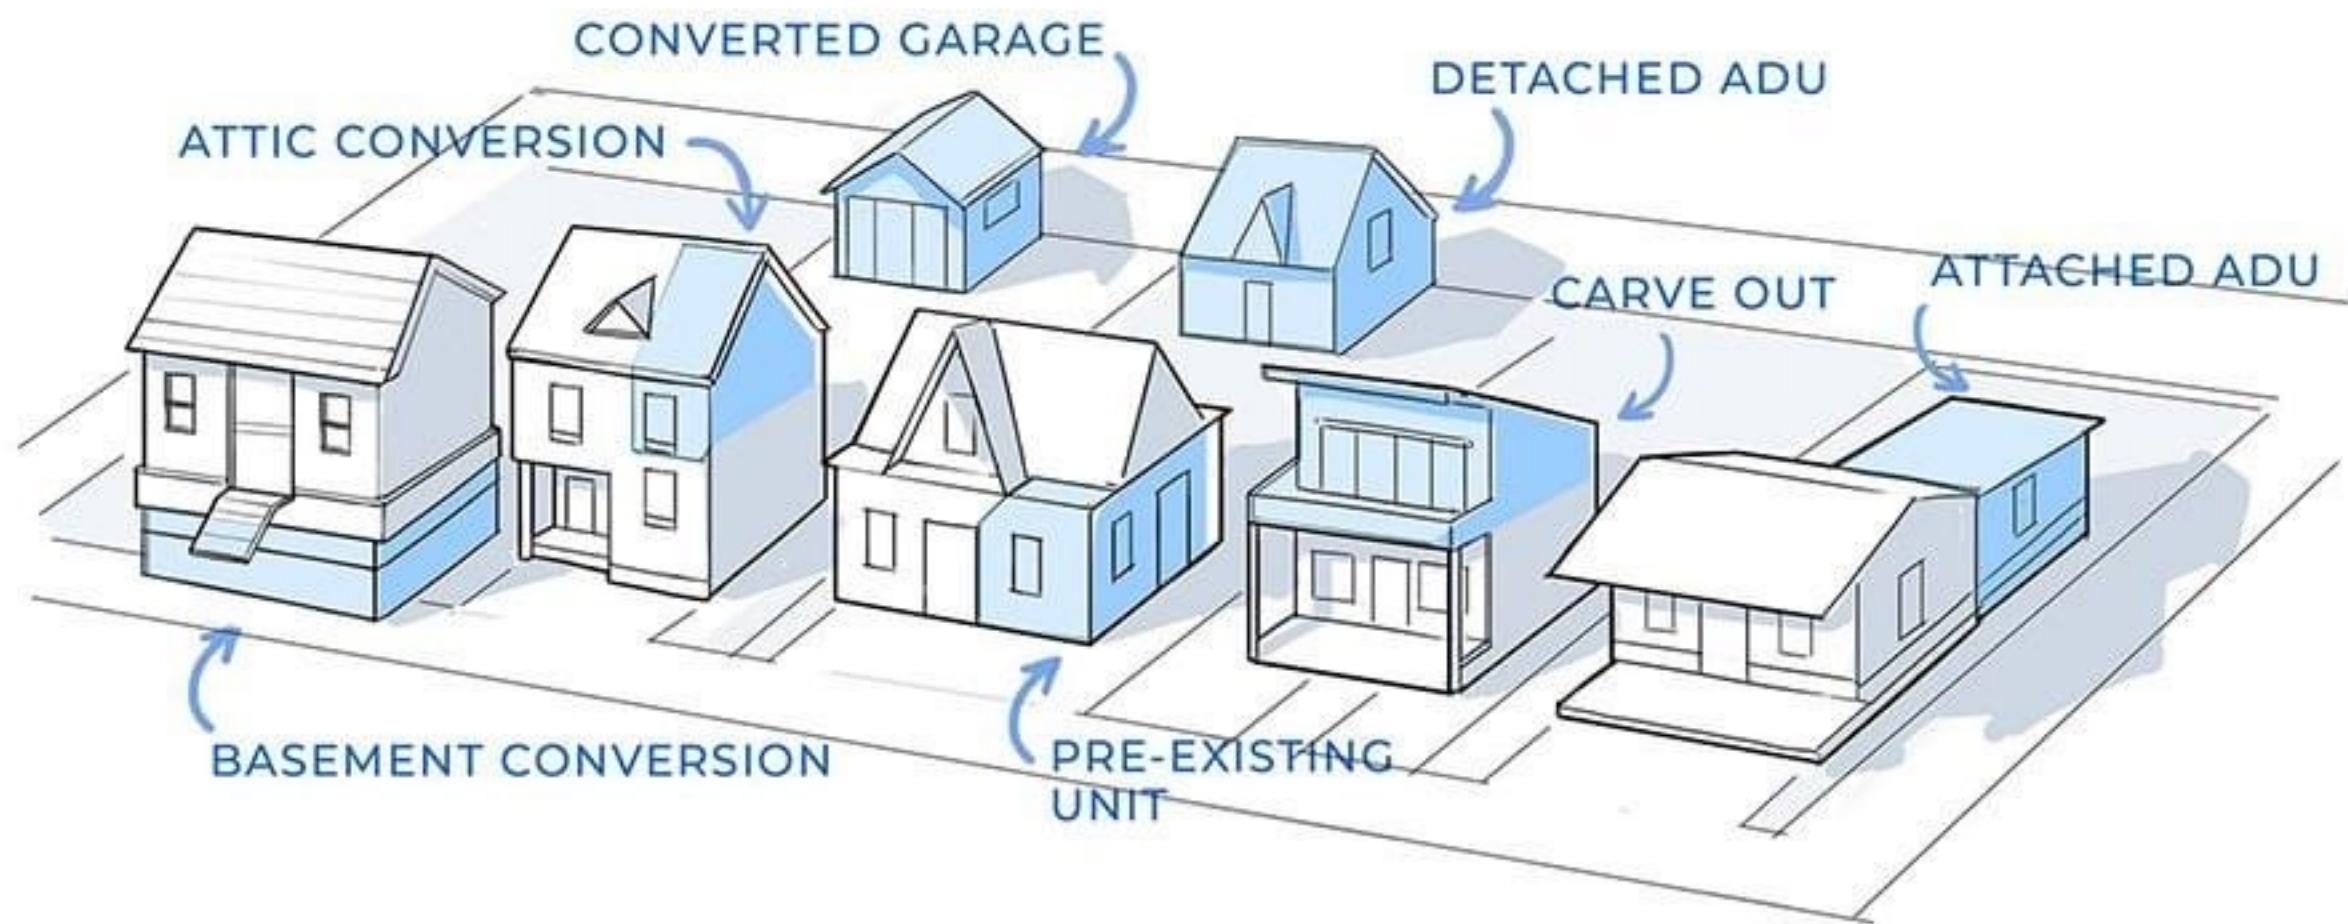 CONVERTED GARAGE
DETACHED ADU
ATTIC CONVERSION
ATTACHED ADU
CARVE OUT
BASEMENT CONVERSION
PRE-EXISTING
UNIT